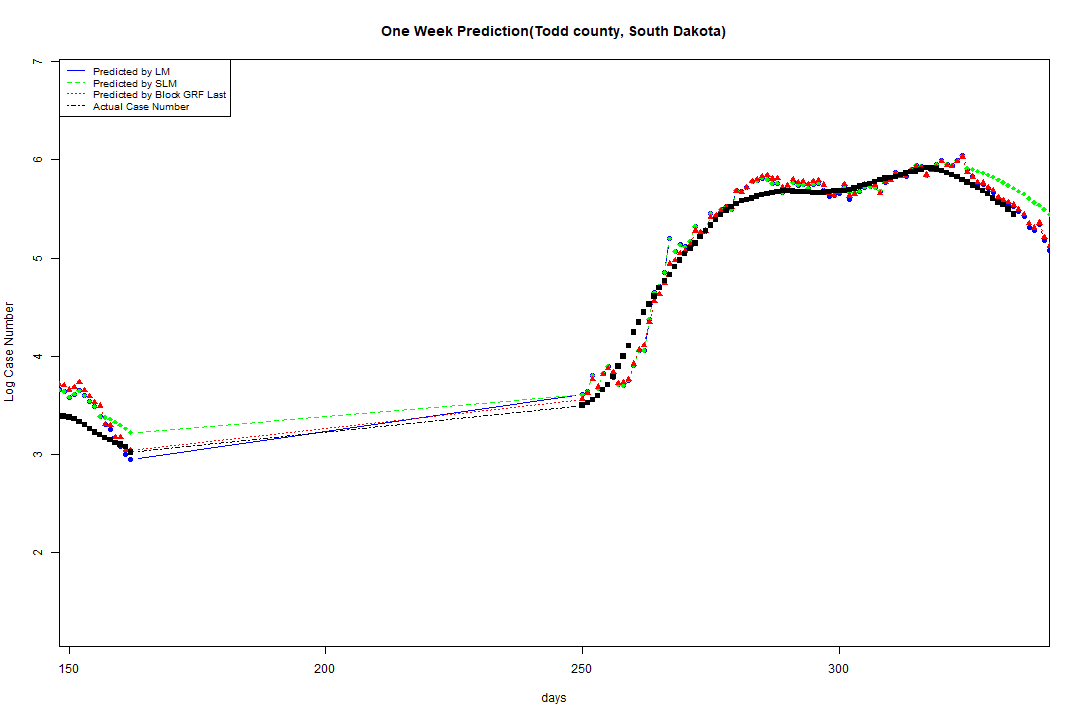 One Week Prediction(Todd county, South Dakota)
Predicted by LM
Predicted by SLM
Predicted by Block GRF Last
Actual Case Number
7
6
5
4
3
2
Log Case Number
150
200
250
300
days